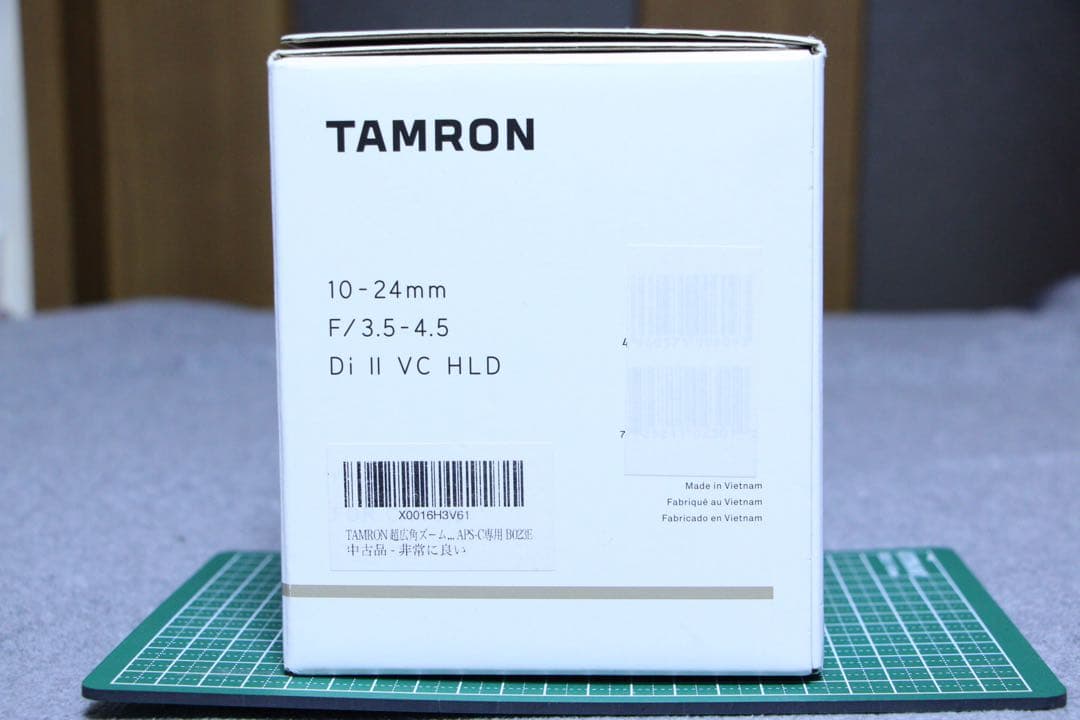 TAMRON
10-24mm
F/3.5-4.5
Di II VC HLD
4
7
X0016H3V61
TAMRON 超広角ズーム... APS-C専用 B023E
中古品 - 非常に良い
Made in Vietnam
Fabriqué au Vietnam
Fabricado en Vietnam